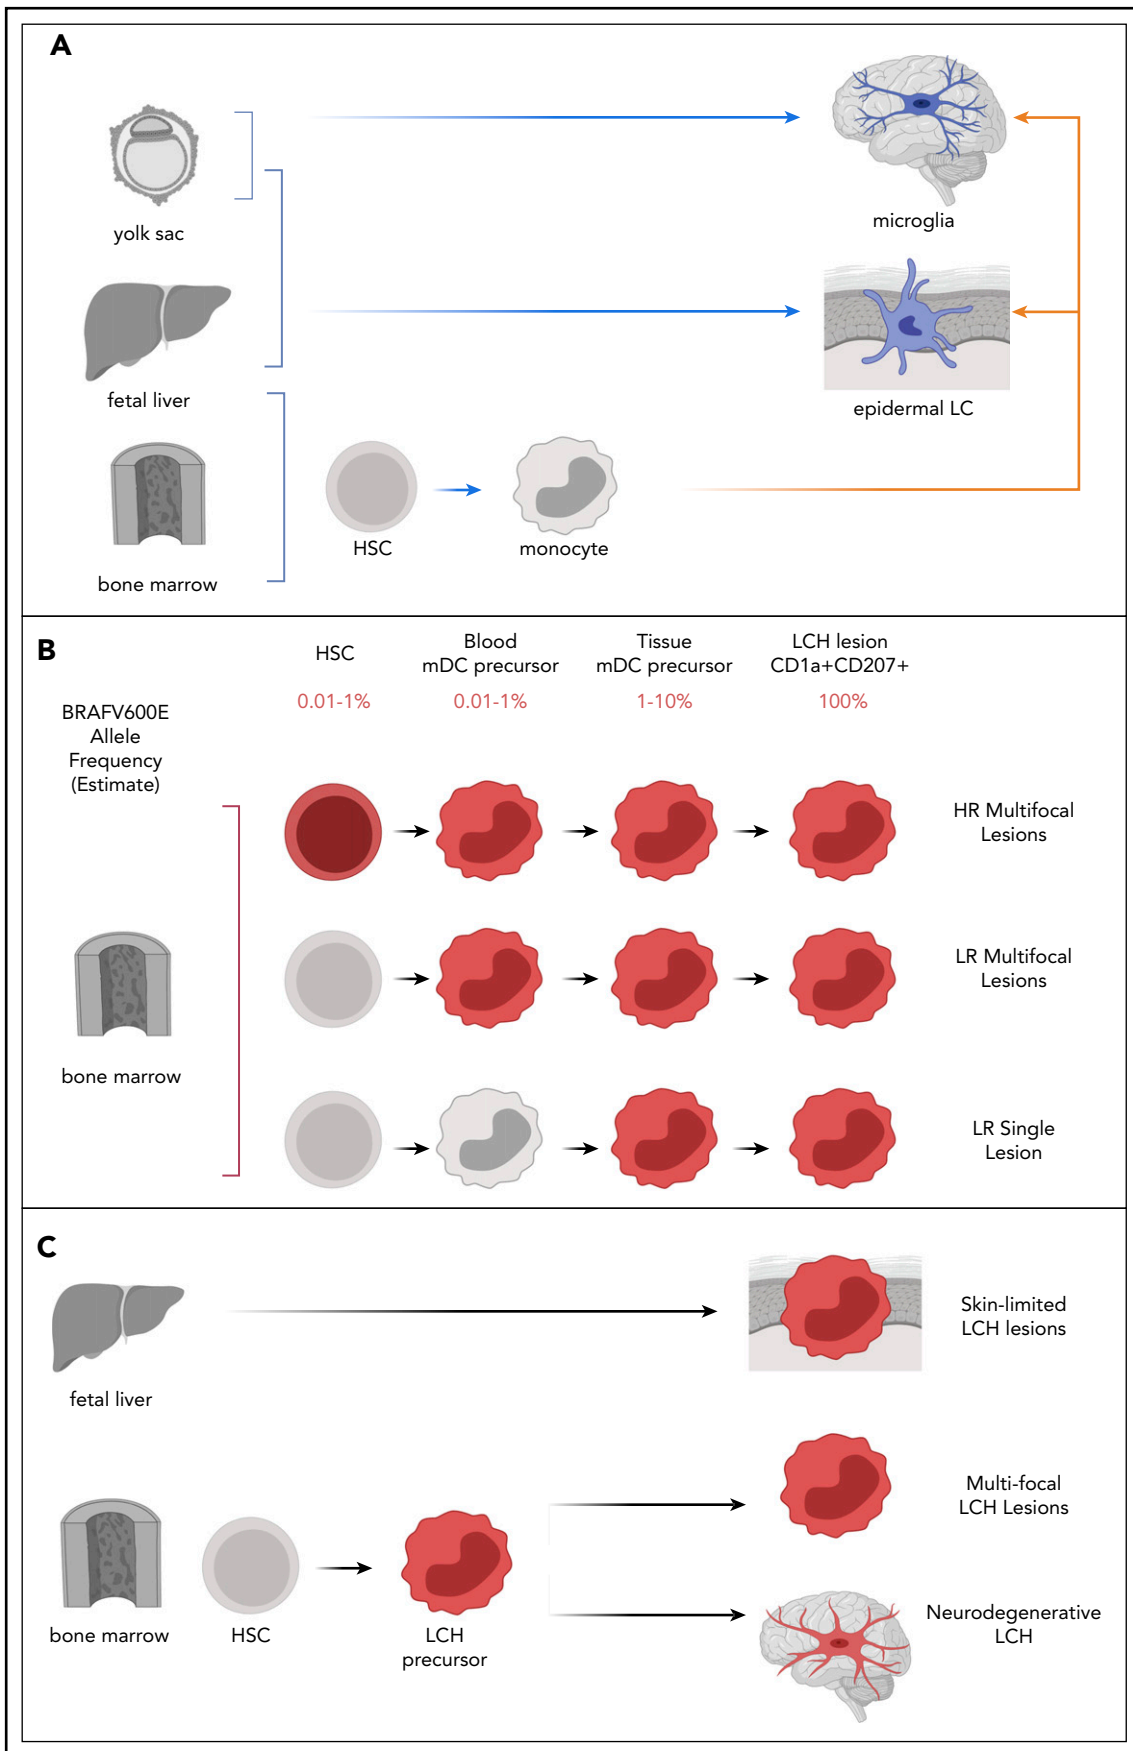 A
yolk sac
microglia
fetal liver
epidermal LC
HSC
monocyte
bone marrow
B
HSC
Blood
mDC precursor
Tissue
mDC precursor
LCH lesion
CD1a+CD207+
0.01-1%
0.01-1%
1-10%
100%
BRAFV600E
Allele
Frequency
(Estimate)
HR Multifocal
Lesions
LR Multifocal
Lesions
bone marrow
LR Single
Lesion
C
Skin-limited
LCH lesions
fetal liver
Multi-focal
LCH Lesions
Neurodegenerative
LCH
bone marrow
HSC
LCH
precursor